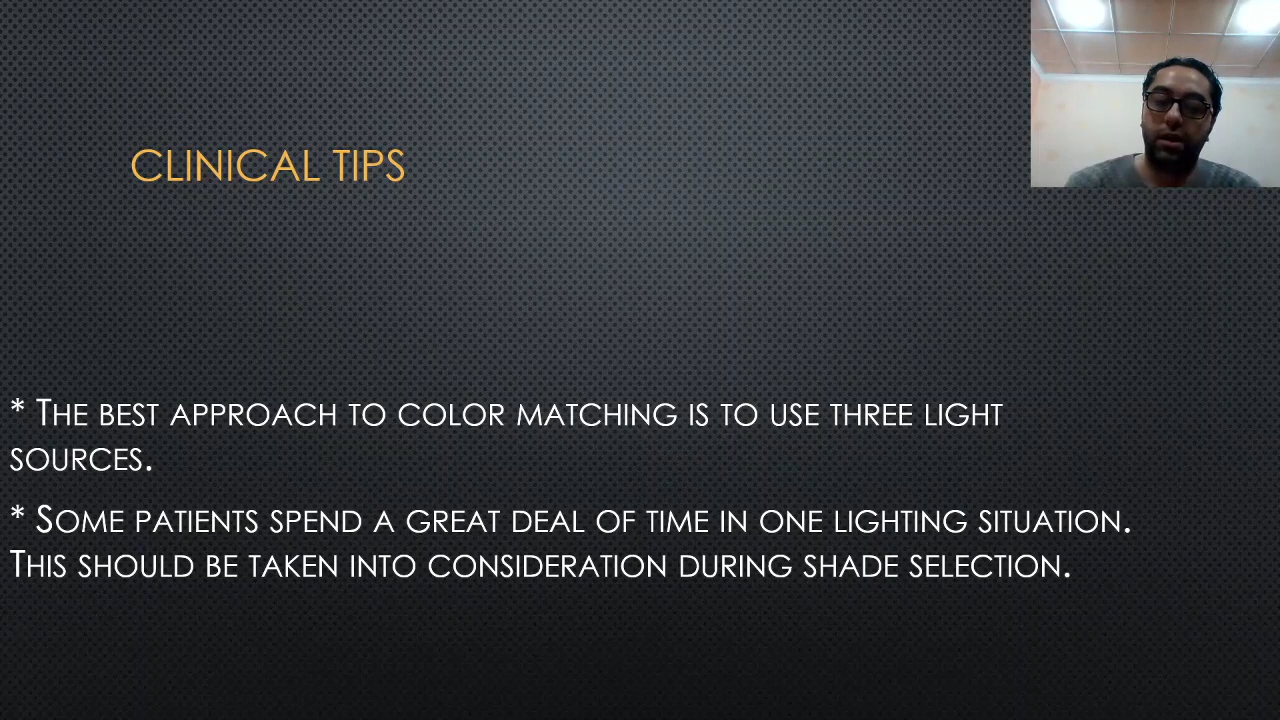 CLINICAL TIPS
* THE BEST APPROACH TO COLOR MATCHING IS TO USE THREE LIGHT
SOURCES.
* SOME PATIENTS SPEND A GREAT DEAL OF TIME IN ONE LIGHTING SITUATION.
THIS SHOULD BE TAKEN INTO CONSIDERATION DURING SHADE SELECTION.